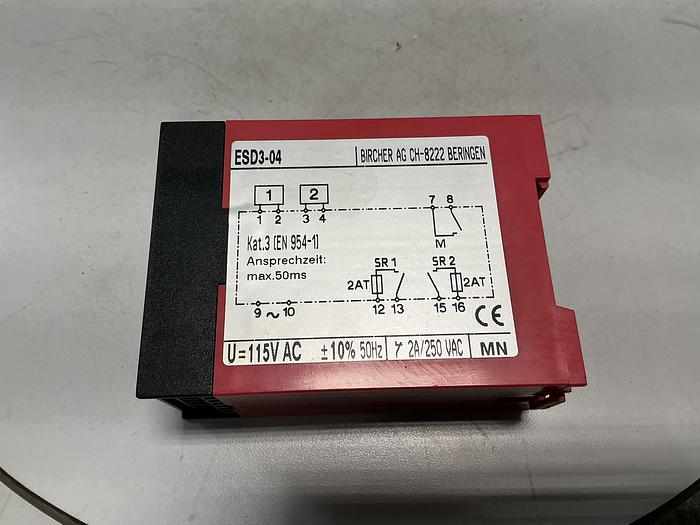 ESD3-04 BIRCHER AG CH-8222 BERINGEN
1 2
1 2 3 4 7 8
Kat.3 (EN 954-1)
M
Ansprechzeit: SR 1 SR 2
max.50ms
2AT 2AT
9 ~ 10 12 13 15 16
CE
U=115V AC ±10% 50Hz 2A/250 VAC MN